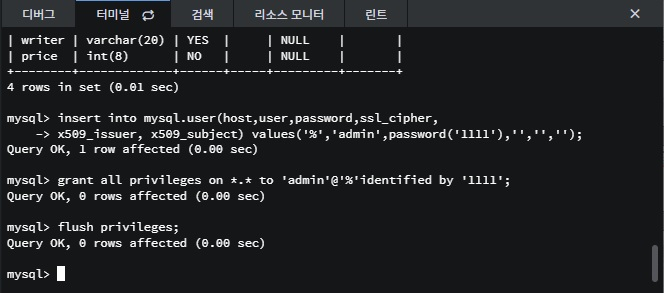 디버그 터미널 검색 리소스 모니터 린트
| writer | varchar(20) | YES  |     | NULL    |       |
| price  | int(8)      | NO   |     | NULL    |       |
+--------+-------------+------+-----+---------+-------+
4 rows in set (0.01 sec)
mysql> insert into mysql.user(host,user,password,ssl_cipher,
    -> x509_issuer, x509_subject) values('%','admin',password('1111'),'','','');
Query OK, 1 row affected (0.00 sec)
mysql> grant all privileges on *.* to 'admin'@'%'identified by '1111';
Query OK, 0 rows affected (0.00 sec)
mysql> flush privileges;
Query OK, 0 rows affected (0.00 sec)
mysql>